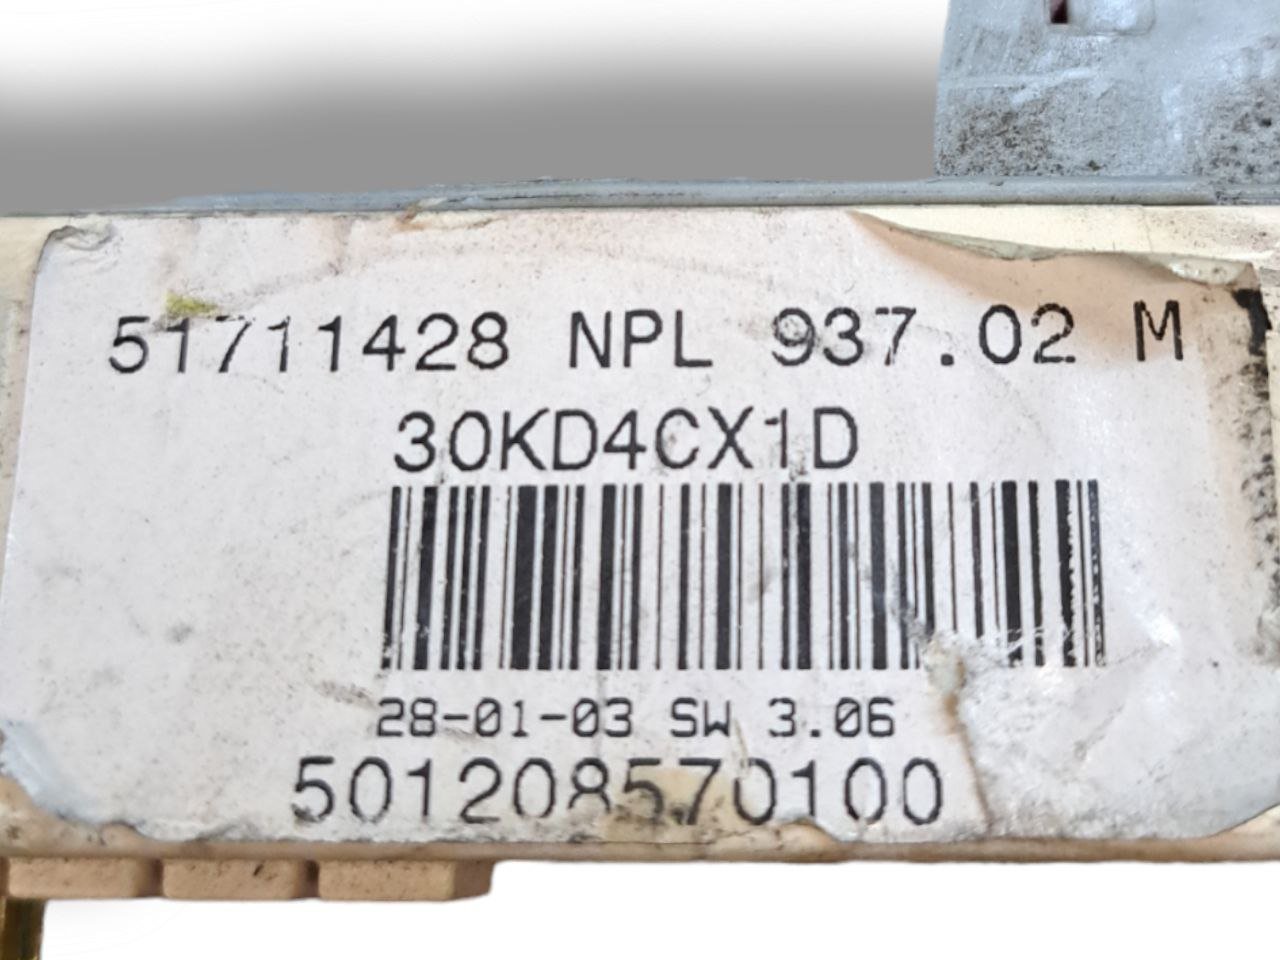 51711428 NPL 937.02 M
30KD4CX1D
28-01-03 SW 3.06
501208570100